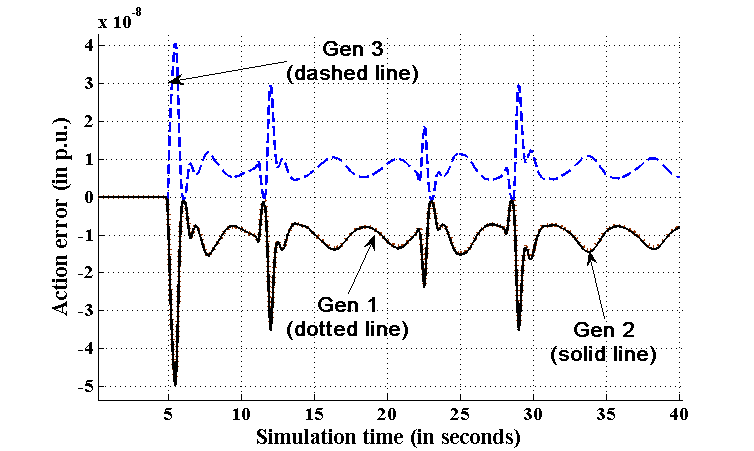 x 10-8
4
3
2
1
0
-1
-2
-3
-4
-5
Action error (in p.u.)
Gen 3
(dashed line)
Gen 1
(dotted line)
Gen 2
(solid line)
5 10 15 20 25 30 35 40
Simulation time (in seconds)